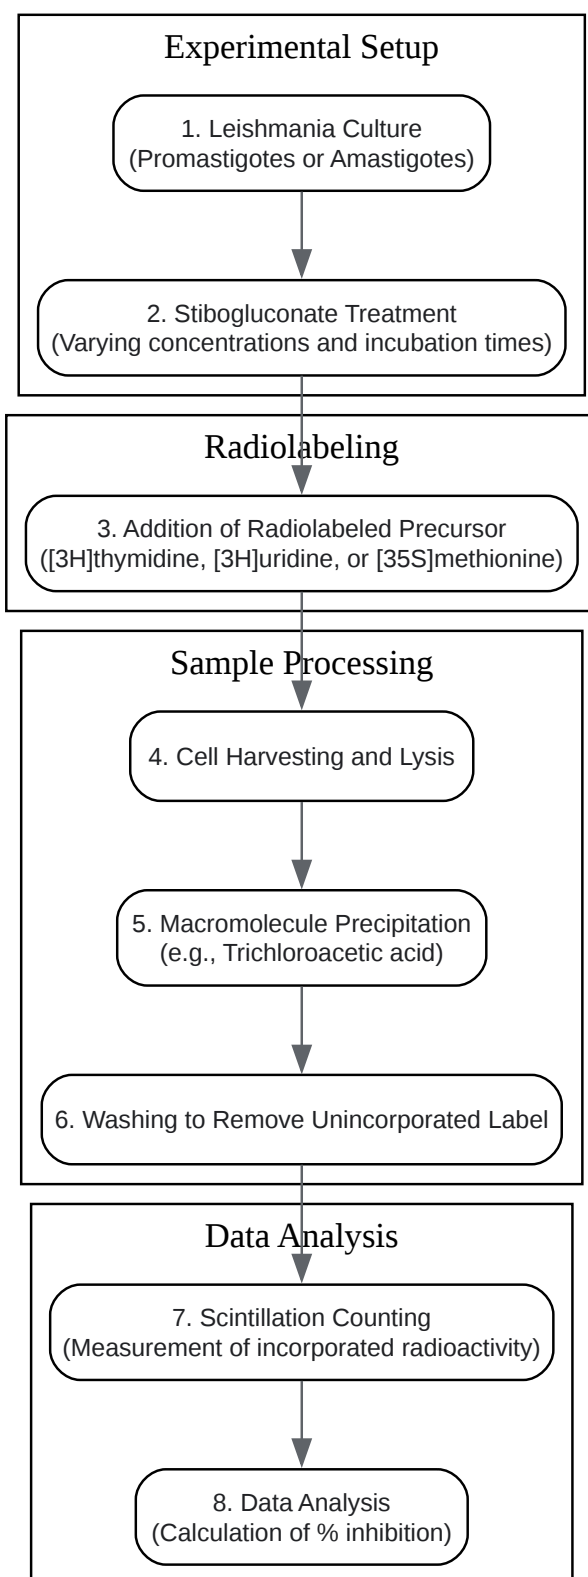 Experimental Setup
1. Leishmania Culture
(Promastigotes or Amastigotes)
2. Stibogluconate Treatment
(Varying concentrations and incubation times)
Radiolabeling
3. Addition of Radiolabeled Precursor
([3H]thymidine, [3H]uridine, or [35S]methionine)
Sample Processing
4. Cell Harvesting and Lysis
5. Macromolecule Precipitation
(e.g., Trichloroacetic acid)
6. Washing to Remove Unincorporated Label
Data Analysis
7. Scintillation Counting
(Measurement of incorporated radioactivity)
8. Data Analysis
(Calculation of % inhibition)